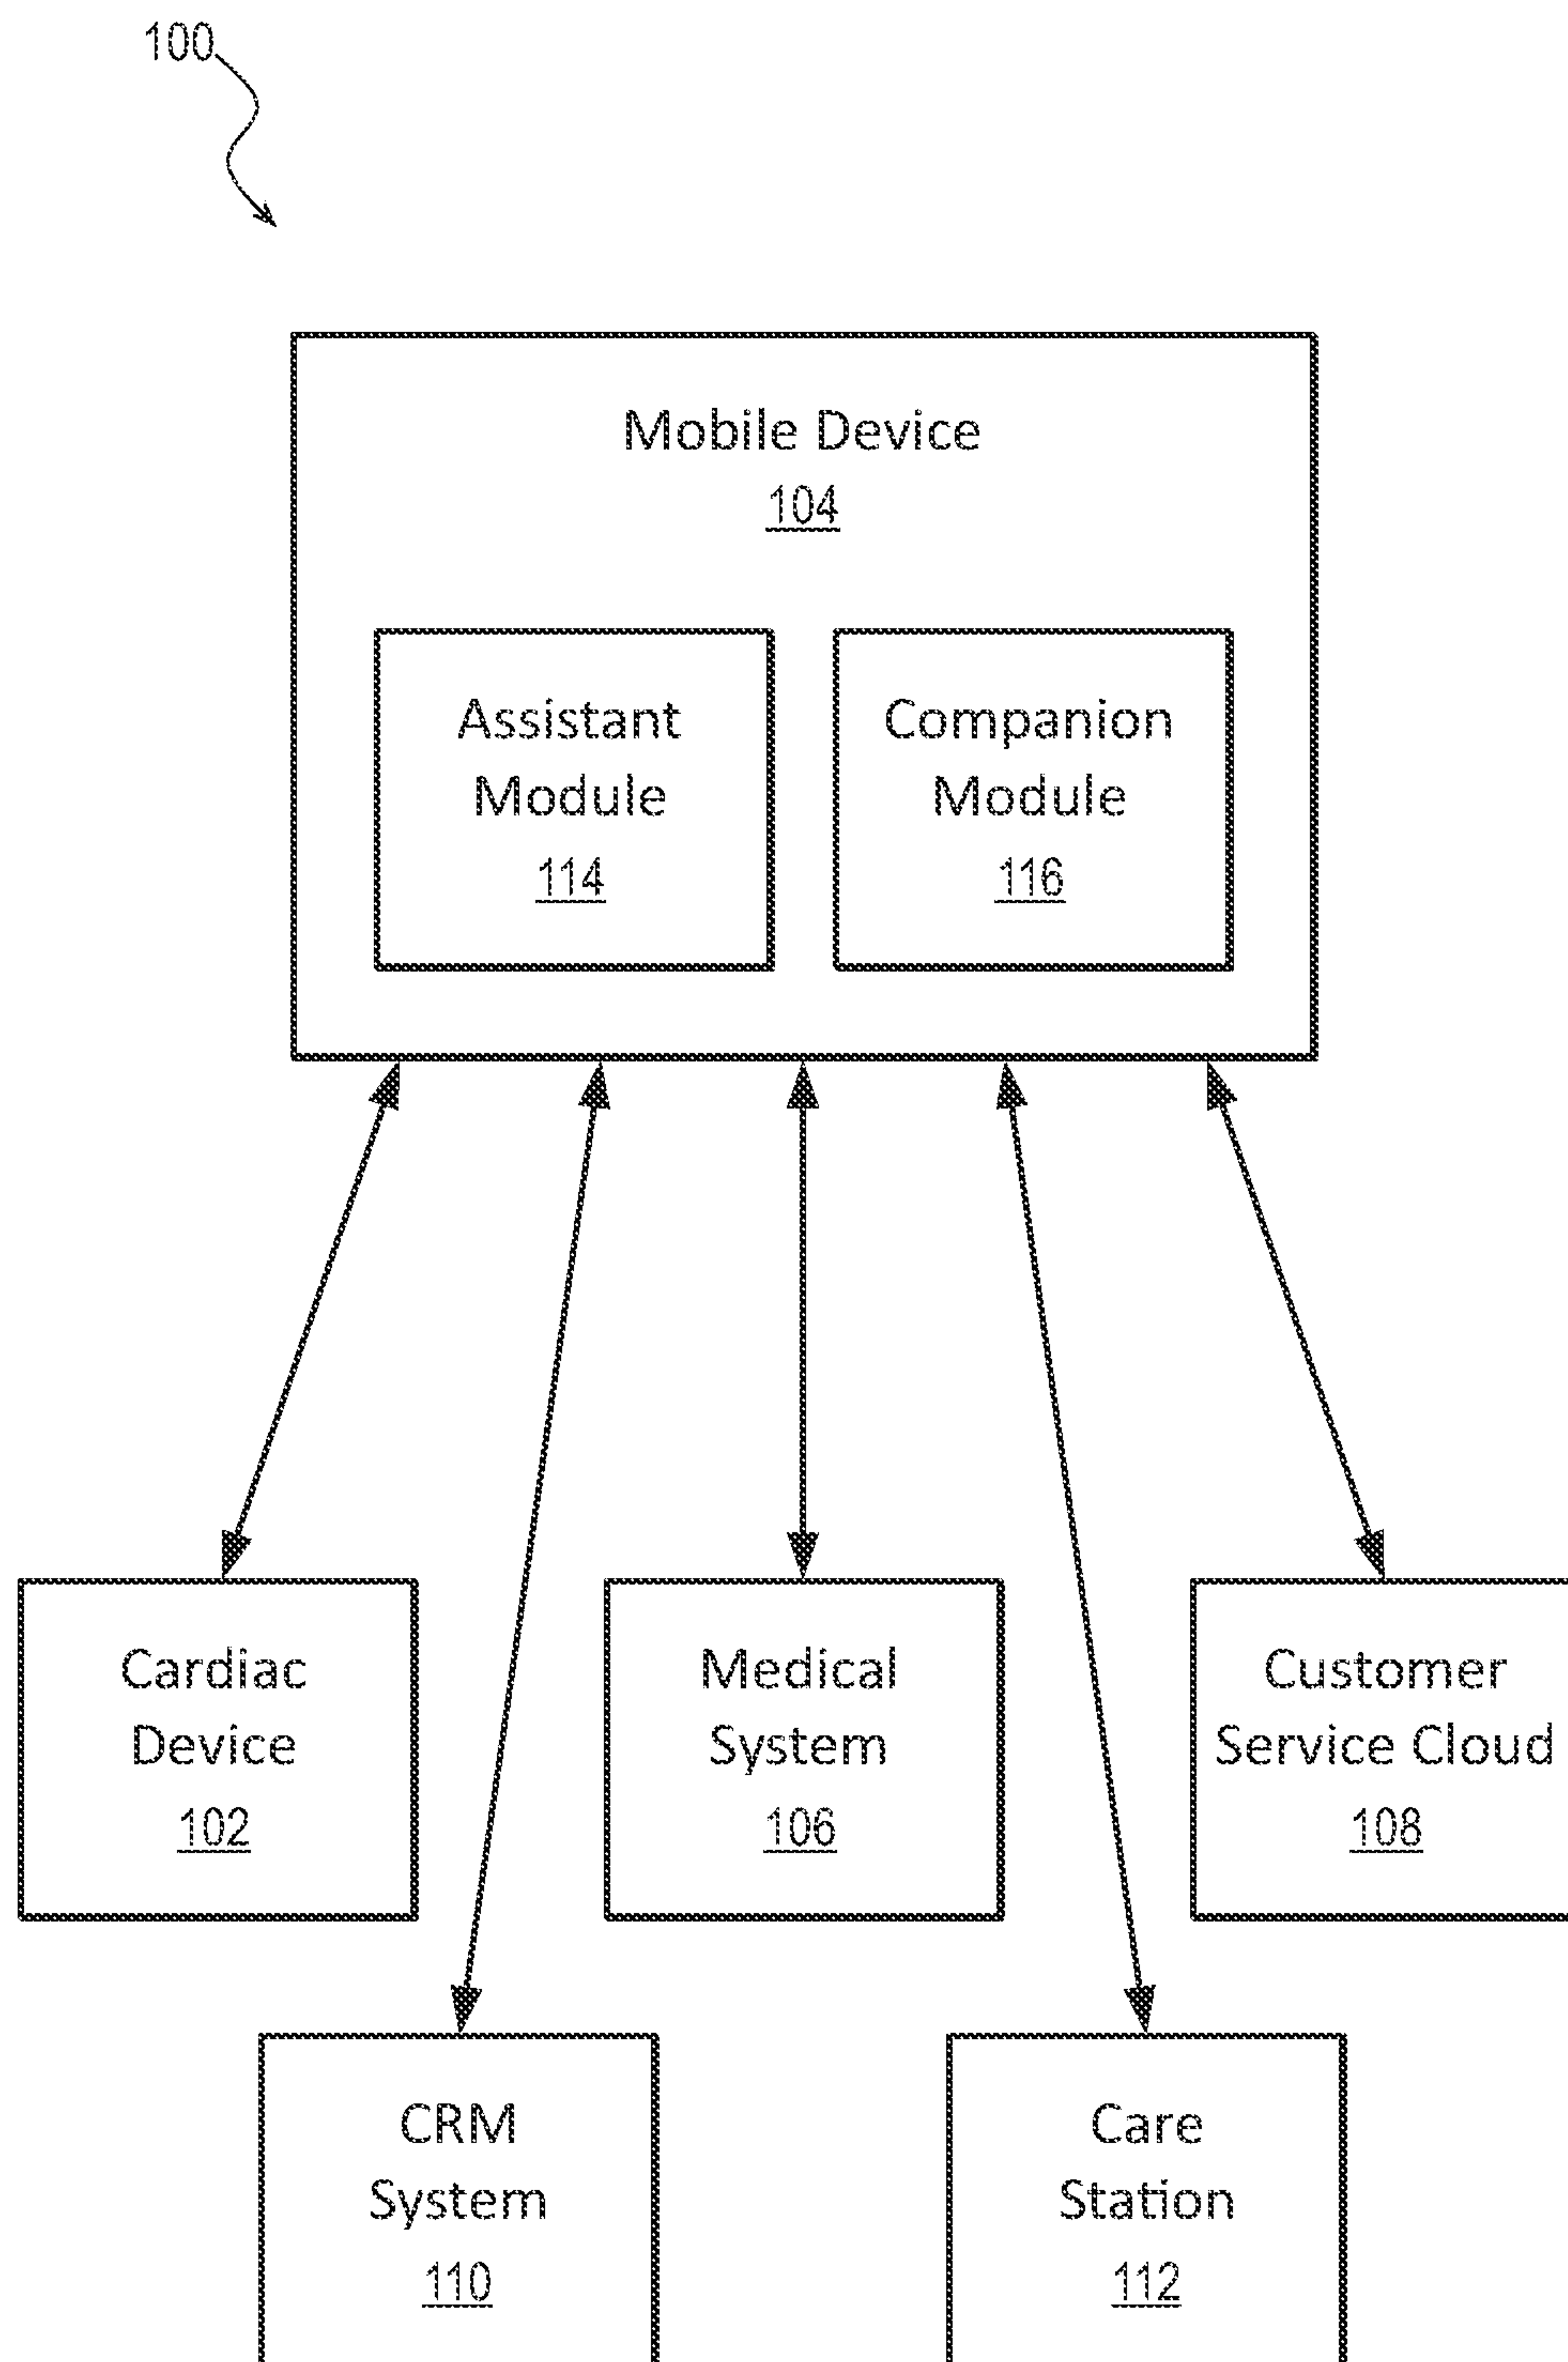 100
Mobile Device
104
Assistant
Module
114
Companion
Module
116
Cardiac
Device
102
Medical
System
106
Customer
Service Cloud
108
CRM
System
110
Care
Station
112